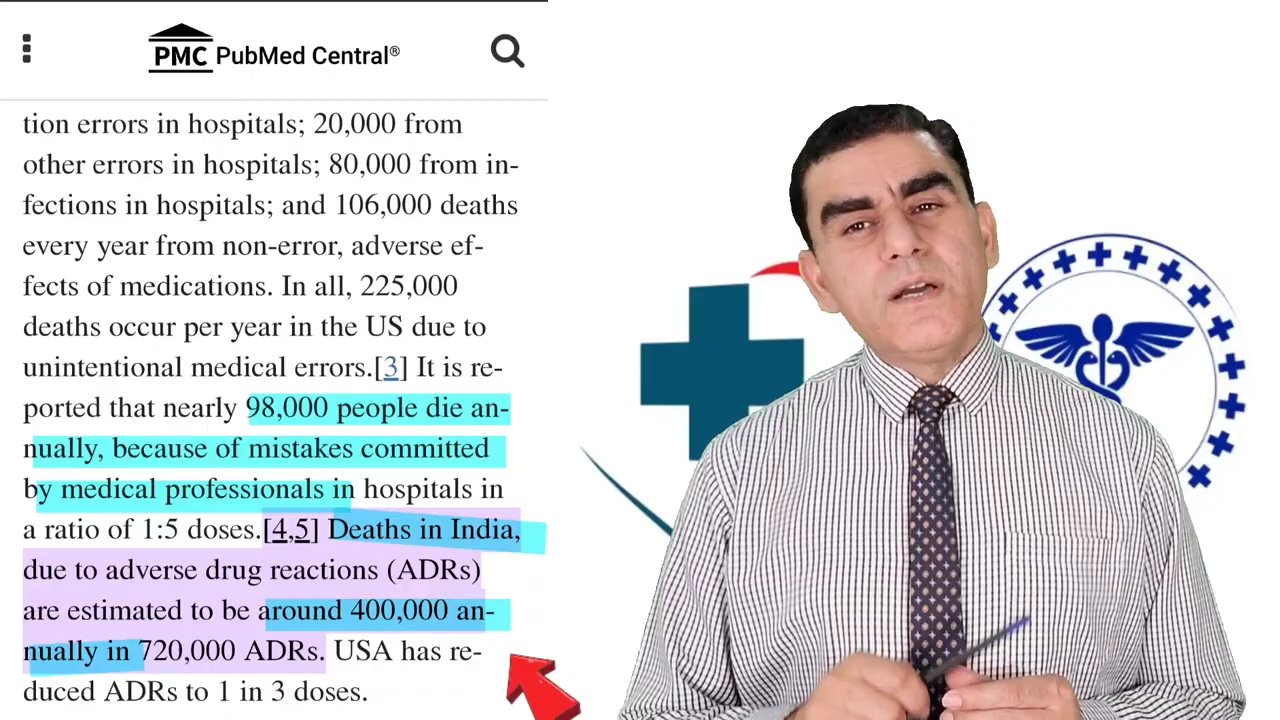 PMC PubMed Central®
tion errors in hospitals; 20,000 from
other errors in hospitals; 80,000 from in-
fections in hospitals; and 106,000 deaths
every year from non-error, adverse ef-
fects of medications. In all, 225,000
deaths occur per year in the US due to
unintentional medical errors.[3] It is re-
ported that nearly 98,000 people die an-
nually, because of mistakes committed
by medical professionals in hospitals in
a ratio of 1:5 doses.[4,5] Deaths in India,
due to adverse drug reactions (ADRs)
are estimated to be around 400,000 an-
nually in 720,000 ADRs. USA has re-
duced ADRs to 1 in 3 doses.